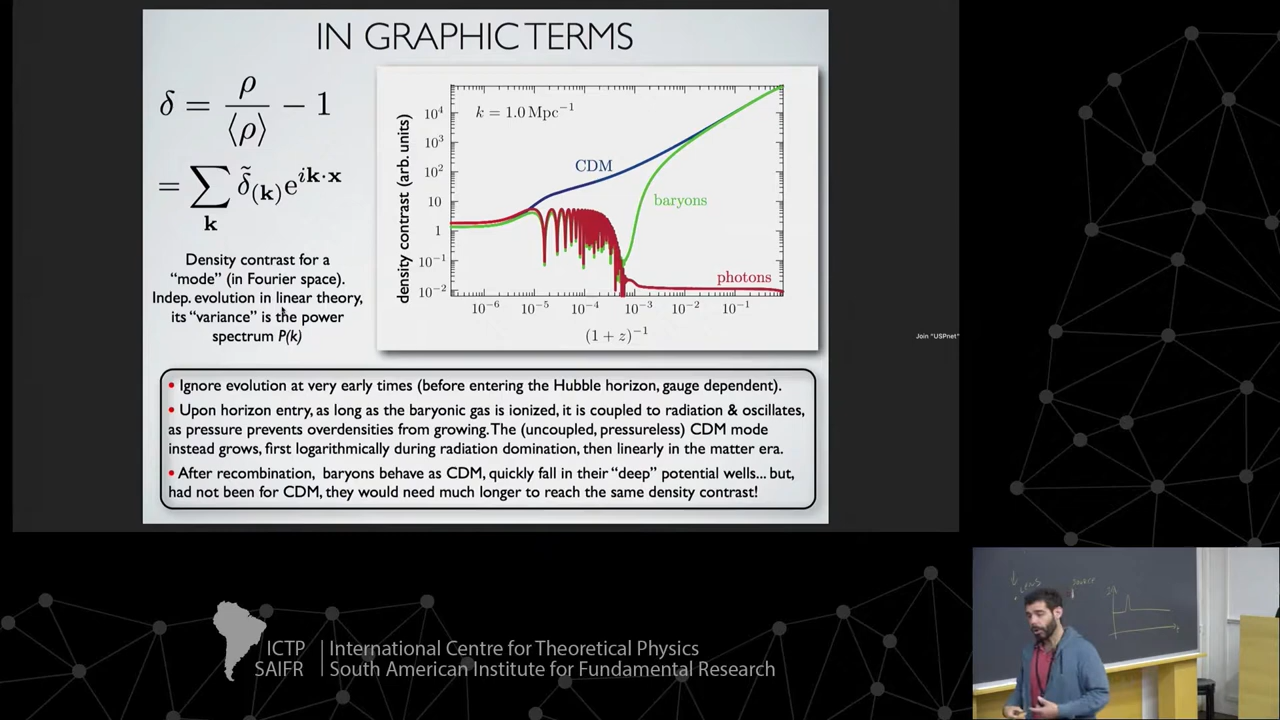 IN GRAPHIC TERMS
δ = ρ / ⟨ρ⟩ − 1
= ∑_k δ̃_(k) e^{ik·x}
Density contrast for a
“mode” (in Fourier space).
Indep. evolution in linear theory,
its “variance” is the power
spectrum P(k)
density contrast (arb. units)
k = 1.0 Mpc⁻¹
10⁴
10³
10²
10
1
10⁻¹
10⁻²
CDM
baryons
photons
10⁻⁶ 10⁻⁵ 10⁻⁴ 10⁻³ 10⁻² 10⁻¹
(1 + z)⁻¹
• Ignore evolution at very early times (before entering the Hubble horizon, gauge dependent).
• Upon horizon entry, as long as the baryonic gas is ionized, it is coupled to radiation & oscillates,
as pressure prevents overdensities from growing. The (uncoupled, pressureless) CDM mode
instead grows, first logarithmically during radiation domination, then linearly in the matter era.
• After recombination, baryons behave as CDM, quickly fall in their “deep” potential wells... but,
had not been for CDM, they would need much longer to reach the same density contrast!
Join "USPnet"
ICTP | International Centre for Theoretical Physics
SAIFR | South American Institute for Fundamental Research